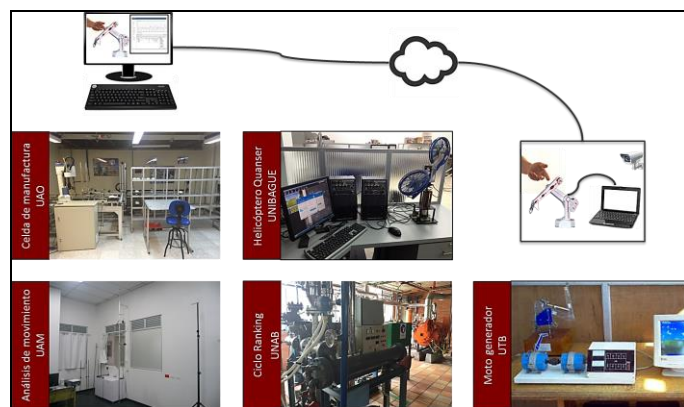 Celda de manufactura
UAO
Helicóptero Quanser
UNIBAGUE
Análisis de movimiento
UAM
Ciclo Ranking
UNAB
Moto generador
UTB